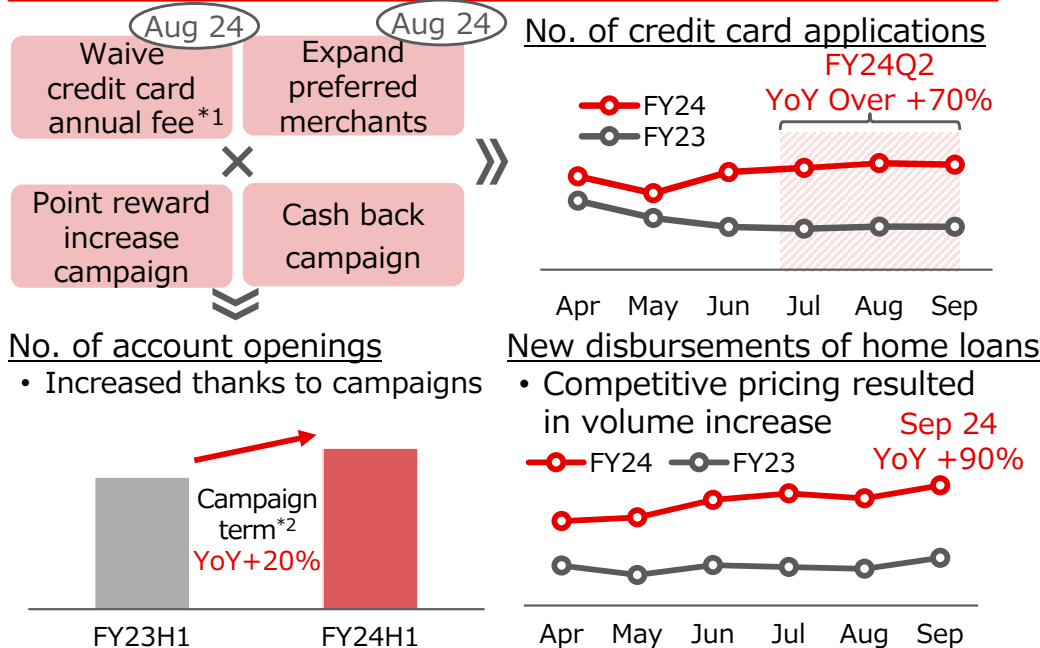 Aug 24
Waive
credit card
annual fee*1
Aug 24
Expand
preferred
merchants
×
Point reward
increase
campaign
Cash back
campaign
No. of credit card applications
FY24Q2
YoY Over +70%
FY24
FY23
Apr May Jun Jul Aug Sep
No. of account openings
• Increased thanks to campaigns
Campaign
term*2
YoY+20%
FY23H1 FY24H1
New disbursements of home loans
• Competitive pricing resulted
in volume increase
Sep 24
YoY +90%
FY24 FY23
Apr May Jun Jul Aug Sep